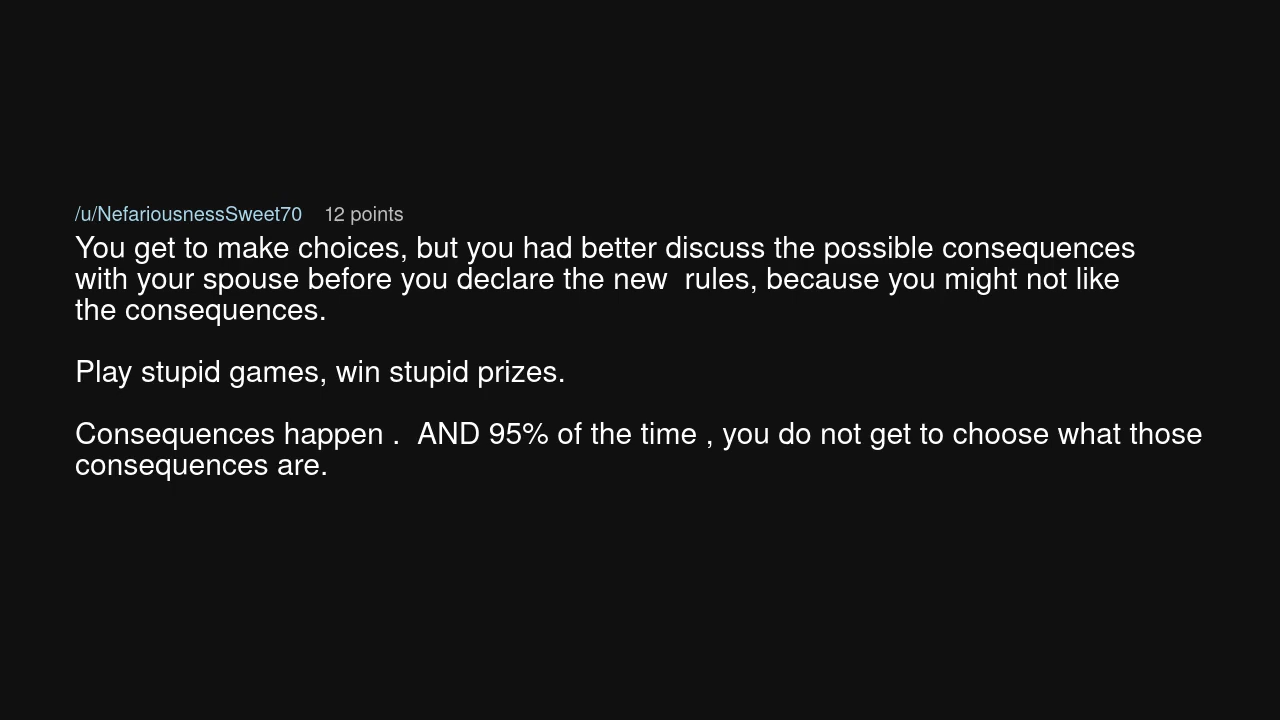 /u/NefariousnessSweet70 12 points
You get to make choices, but you had better discuss the possible consequences
with your spouse before you declare the new  rules, because you might not like
the consequences.
Play stupid games, win stupid prizes.
Consequences happen .  AND 95% of the time , you do not get to choose what those
consequences are.